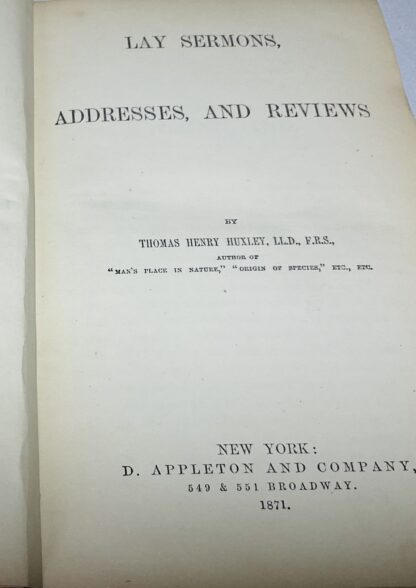 LAY SERMONS,
ADDRESSES, AND REVIEWS
BY
THOMAS HENRY HUXLEY, LL.D., F.R.S.,
AUTHOR OF
"MAN'S PLACE IN NATURE," "ORIGIN OF SPECIES," ETC., ETC.
NEW YORK:
D. APPLETON AND COMPANY,
549 & 551 BROADWAY.
1871.